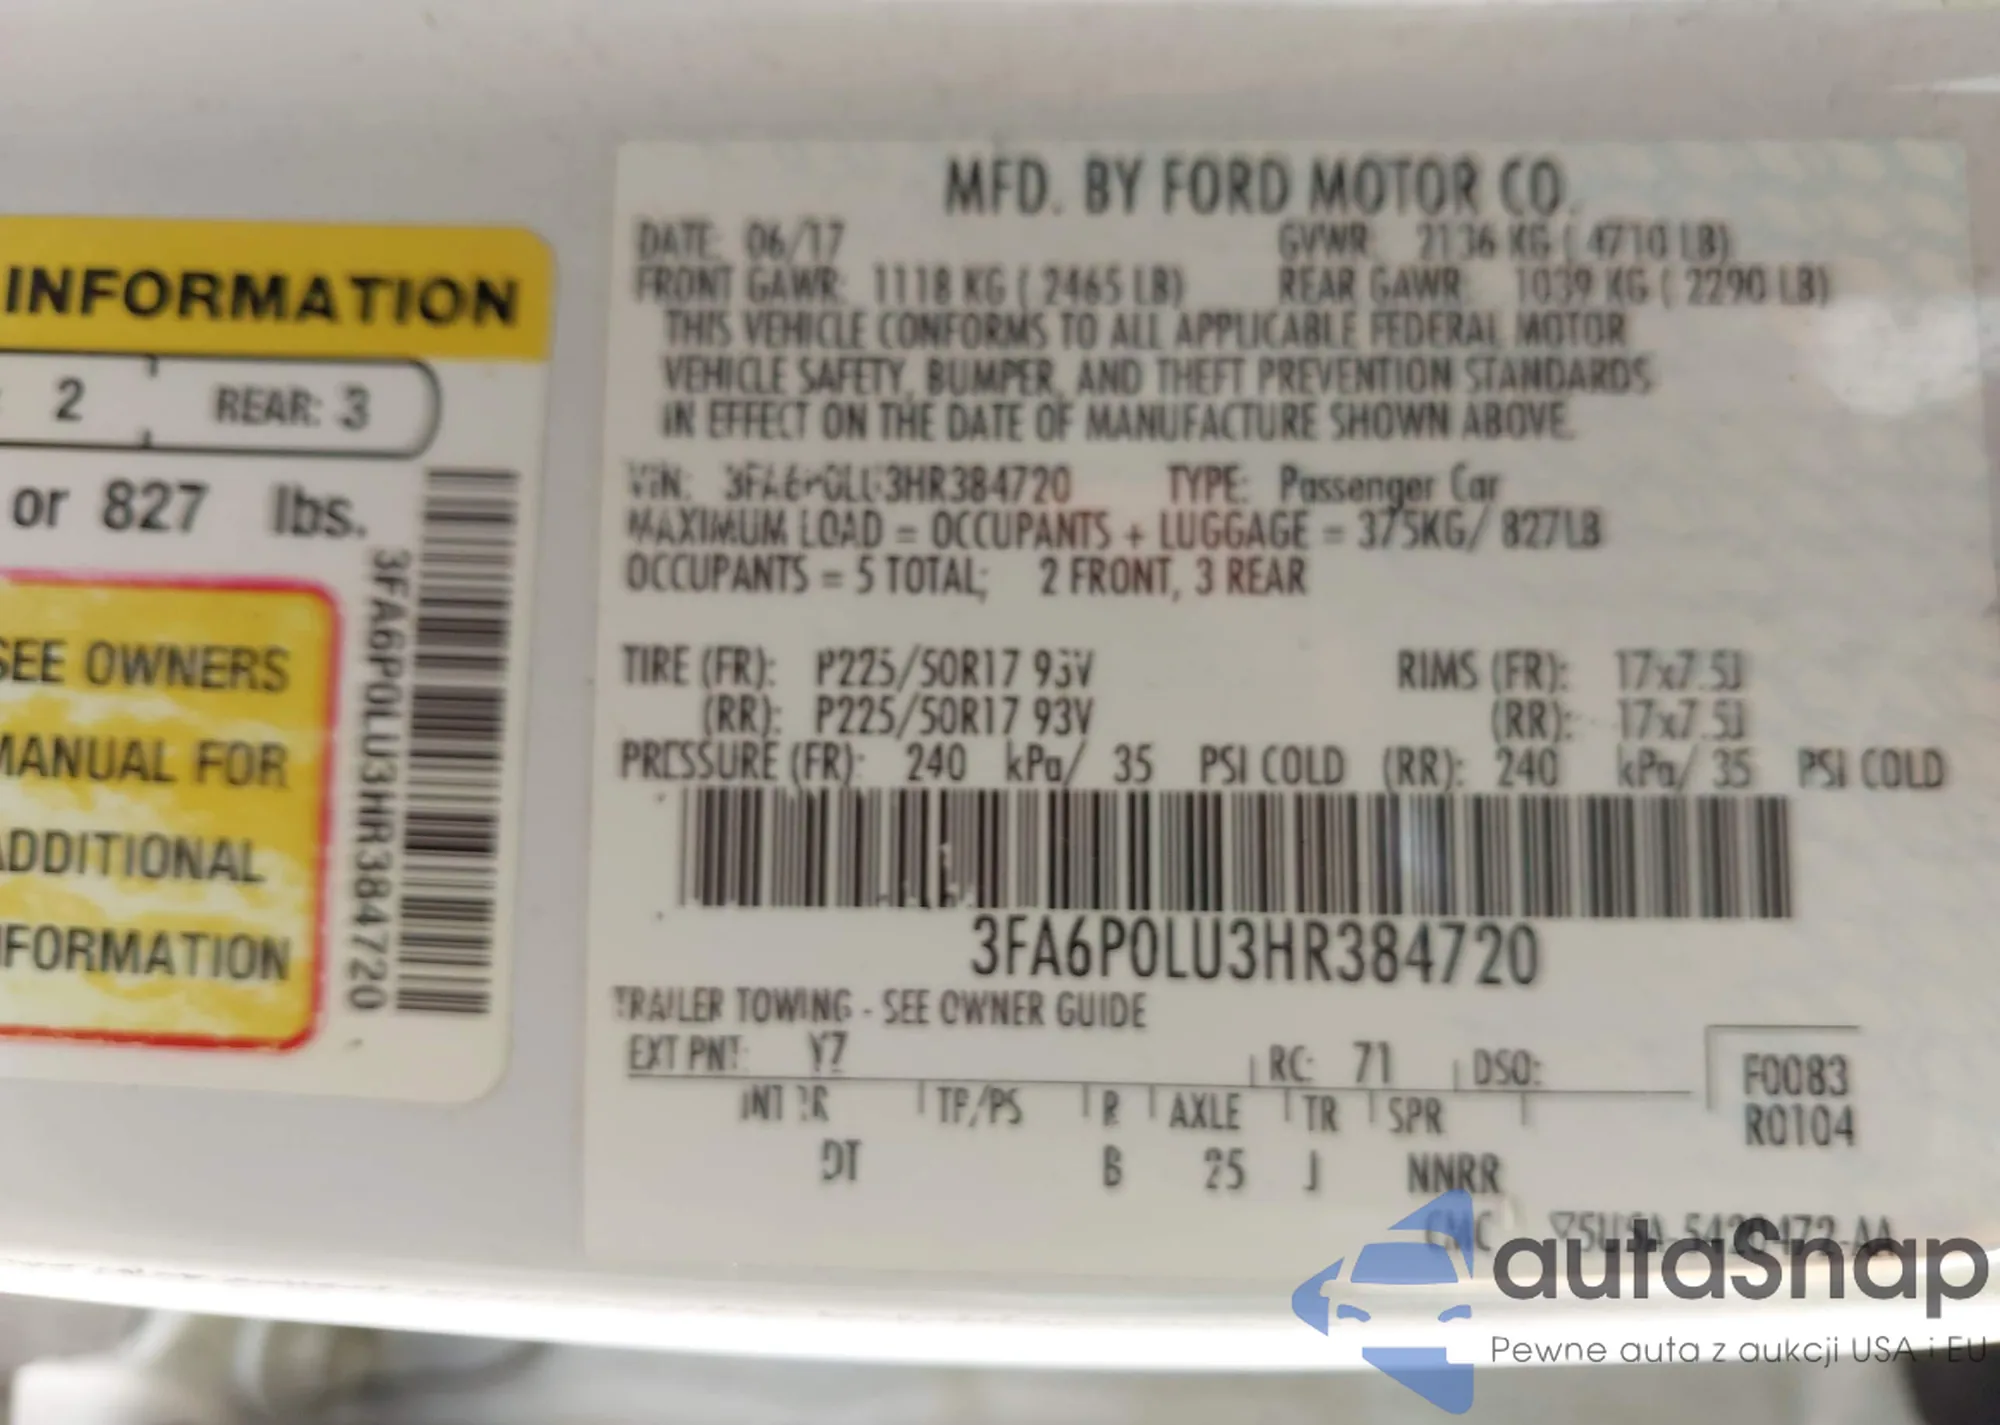 INFORMATION
2 REAR: 3
or 827 lbs.
SEE OWNERS
MANUAL FOR
ADDITIONAL
INFORMATION
3FA6P0LU3HR384720
MFD. BY FORD MOTOR CO.
DATE: 06/17 GVWR: 2136 KG ( 4710 LB)
FRONT GAWR: 1118 KG ( 2465 LB) REAR GAWR: 1039 KG ( 2290 LB)
THIS VEHICLE CONFORMS TO ALL APPLICABLE FEDERAL MOTOR
VEHICLE SAFETY, BUMPER, AND THEFT PREVENTION STANDARDS
IN EFFECT ON THE DATE OF MANUFACTURE SHOWN ABOVE.
VIN: 3FA6P0LU3HR384720 TYPE: Passenger Car
MAXIMUM LOAD = OCCUPANTS + LUGGAGE = 375KG/ 827LB
OCCUPANTS = 5 TOTAL; 2 FRONT, 3 REAR
TIRE (FR): P225/50R17 93V RIMS (FR): 17x7.5J
(RR): P225/50R17 93V (RR): 17x7.5J
PRESSURE (FR): 240 kPa/ 35 PSI COLD (RR): 240 kPa/ 35 PSI COLD
3FA6P0LU3HR384720
TRAILER TOWING - SEE OWNER GUIDE
EXT PNT: YZ RC: 71 DSO: F0083
INT TR TP/PS R AXLE TR SPR R0104
DT B 25 J NNRR
autaSnap
Pewne auta z aukcji USA i EU